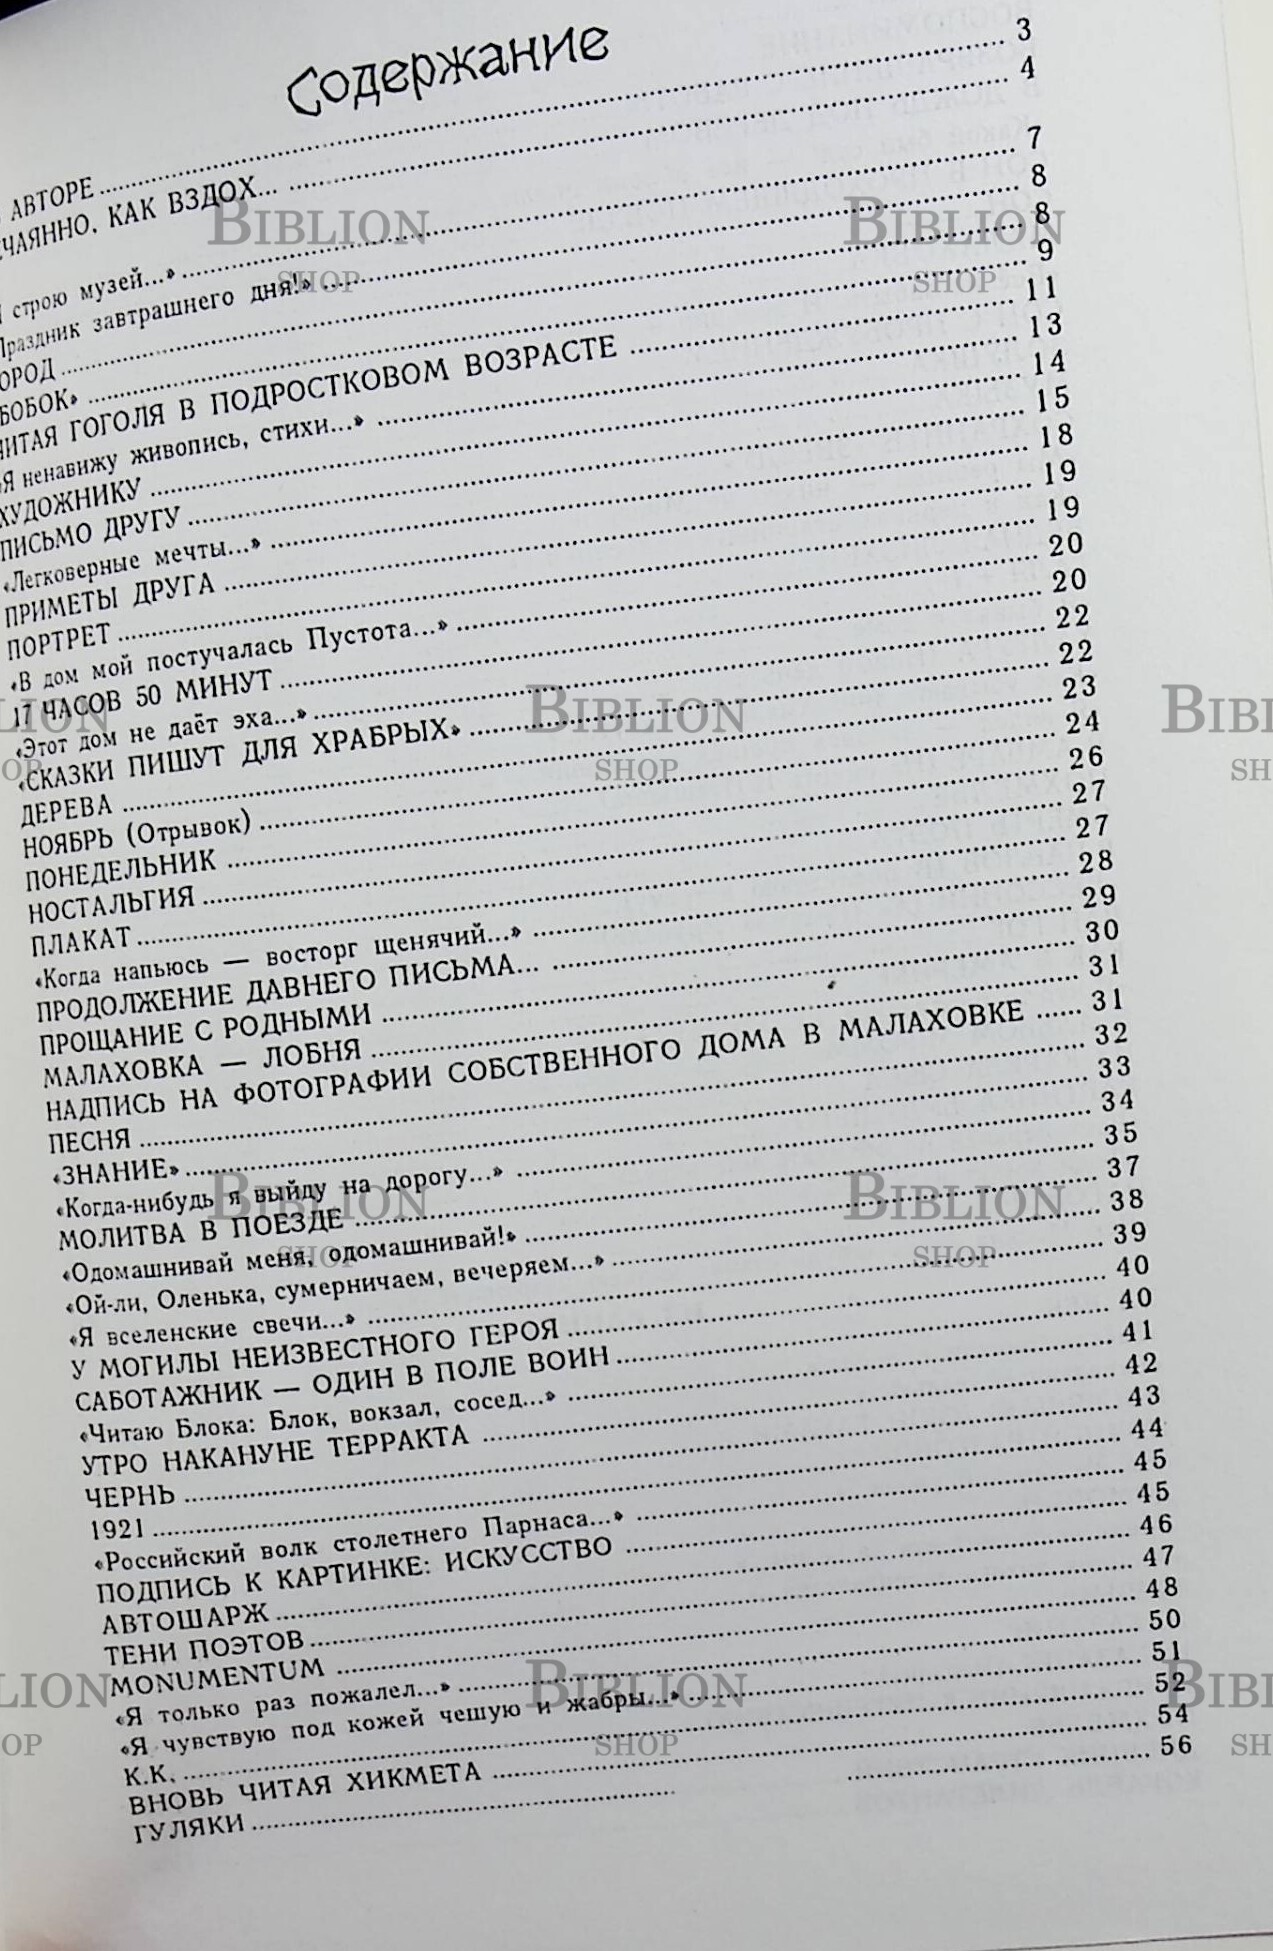 Содержание
АВТОРЕ ... 3
ЧАЯННО, КАК ВЗДОХ... ... 4
строю музей...» ... 7
Праздник завтрашнего дня!» ... 8
ОРОД ... 8
БОБОК» ... 9
ЧИТАЯ ГОГОЛЯ В ПОДРОСТКОВОМ ВОЗРАСТЕ ... 11
«Я ненавижу живопись, стихи...» ... 13
ХУДОЖНИКУ ... 14
ПИСЬМО ДРУГУ ... 15
«Легковерные мечты...» ... 18
ПРИМЕТЫ ДРУГА ... 19
ПОРТРЕТ ... 19
«В дом мой постучалась Пустота...» ... 20
17 ЧАСОВ 50 МИНУТ ... 20
«Этот дом не даёт эха...» ... 22
«СКАЗКИ ПИШУТ ДЛЯ ХРАБРЫХ» ... 22
ДЕРЕВА ... 23
НОЯБРЬ (Отрывок) ... 24
ПОНЕДЕЛЬНИК ... 26
НОСТАЛЬГИЯ ... 27
ПЛАКАТ ... 27
«Когда напьюсь — восторг щенячий...» ... 28
ПРОДОЛЖЕНИЕ ДАВНЕГО ПИСЬМА... ... 29
ПРОЩАНИЕ С РОДНЫМИ ... 30
МАЛАХОВКА — ЛОБНЯ ... 31
НАДПИСЬ НА ФОТОГРАФИИ СОБСТВЕННОГО ДОМА В МАЛАХОВКЕ ... 31
ПЕСНЯ ... 32
«ЗНАНИЕ» ... 33
«Когда-нибудь я выйду на дорогу...» ... 34
МОЛИТВА В ПОЕЗДЕ ... 35
«Одомашнивай меня, одомашнивай!» ... 37
«Ой-ли, Оленька, сумерничаем, вечеряем...» ... 38
«Я вселенские свечи...» ... 39
У МОГИЛЫ НЕИЗВЕСТНОГО ГЕРОЯ ... 40
САБОТАЖНИК — ОДИН В ПОЛЕ ВОИН ... 40
«Читаю Блока: Блок, вокзал, сосед...» ... 41
УТРО НАКАНУНЕ ТЕРРАКТА ... 42
ЧЕРНЬ ... 43
1921 ... 44
«Российский волк столетнего Парнаса...» ... 45
ПОДПИСЬ К КАРТИНКЕ: ИСКУССТВО ... 45
АВТОШАРЖ ... 46
ТЕНИ ПОЭТОВ ... 47
MONUMENTUM ... 48
«Я только раз пожалел...» ... 50
«Я чувствую под кожей чешую и жабры...» ... 51
К.К. ... 52
ВНОВЬ ЧИТАЯ ХИКМЕТА ... 54
ГУЛЯКИ ... 56